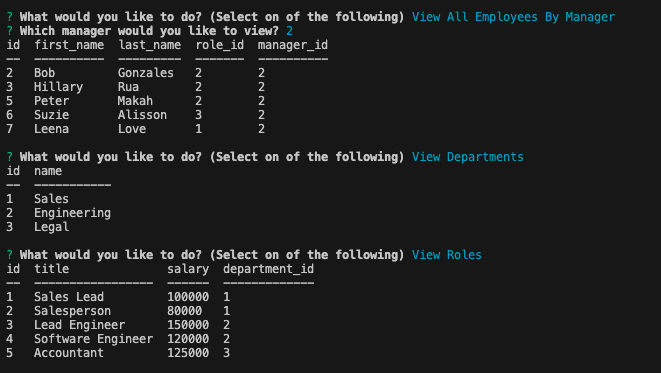 ? What would you like to do? (Select on of the following) View All Employees By Manager
? Which manager would you like to view? 2
id  first_name  last_name  role_id  manager_id
--  ----------  ---------  -------  ----------
2   Bob         Gonzales   2        2
3   Hillary     Rua        2        2
5   Peter       Makah      2        2
6   Suzie       Alisson    3        2
7   Leena       Love       1        2
? What would you like to do? (Select on of the following) View Departments
id  name
--  -----------
1   Sales
2   Engineering
3   Legal
? What would you like to do? (Select on of the following) View Roles
id  title              salary  department_id
--  -----------------  ------  -------------
1   Sales Lead         100000  1
2   Salesperson        80000   1
3   Lead Engineer      150000  2
4   Software Engineer  120000  2
5   Accountant         125000  3